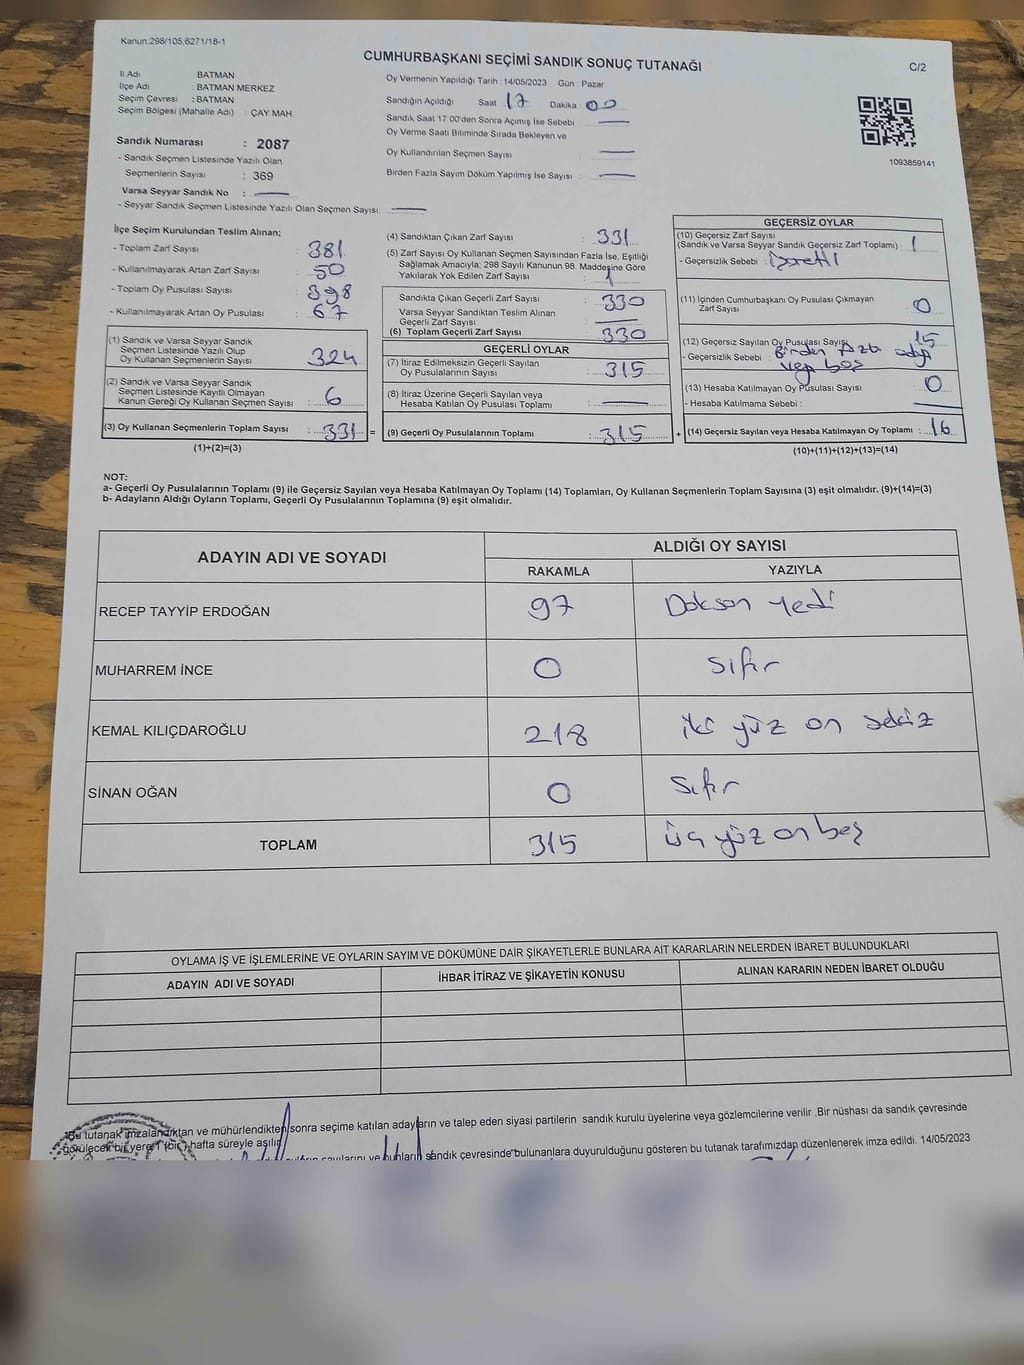 Kanun.298/105,6271/18-1
CUMHURBAŞKANI SEÇİMİ SANDIK SONUÇ TUTANAĞI
C/2
İl Adı BATMAN
İlçe Adı : BATMAN MERKEZ
Seçim Çevresi : BATMAN
Seçim Bölgesi (Mahalle Adı) : ÇAY MAH.
Sandık Numarası : 2087
- Sandık Seçmen Listesinde Yazılı Olan
Seçmenlerin Sayısı : 369
Varsa Seyyar Sandık No :
- Seyyar Sandık Seçmen Listesinde Yazılı Olan Seçmen Sayısı:
Oy Vermenin Yapıldığı Tarih : 14/05/2023 Gün : Pazar
Sandığın Açıldığı Saat 17 Dakika 00
Sandık Saat 17:00'den Sonra Açımış İse Sebebi :
Oy Verme Saati Bitiminde Sırada Bekleyen ve
Oy Kullandırılan Seçmen Sayısı :
Birden Fazla Sayım Döküm Yapılmış İse Sayısı :
1093859141
İlçe Seçim Kurulundan Teslim Alınan;
- Toplam Zarf Sayısı : 381
- Kullanılmayarak Artan Zarf Sayısı : 50
- Toplam Oy Pusulası Sayısı : 398
- Kullanılmayarak Artan Oy Pusulası : 67
(1) Sandık ve Varsa Seyyar Sandık
Seçmen Listesinde Yazılı Olup
Oy Kullanan Seçmenlerin Sayısı : 324
(2) Sandık ve Varsa Seyyar Sandık
Seçmen Listesinde Kayıtlı Olmayan
Kanun Gereği Oy Kullanan Seçmen Sayısı : 6
(3) Oy Kullanan Seçmenlerin Toplam Sayısı : 331 =
(1)+(2)=(3)
(4) Sandıktan Çıkan Zarf Sayısı : 331
(5) Zarf Sayısı Oy Kullanan Seçmen Sayısından Fazla İse, Eşitliği
Sağlamak Amacıyla; 298 Sayılı Kanunun 98. Maddesine Göre
Yakılarak Yok Edilen Zarf Sayısı : 1
Sandıkta Çıkan Geçerli Zarf Sayısı : 330
Varsa Seyyar Sandıktan Teslim Alınan
Geçerli Zarf Sayısı :
(6) Toplam Geçerli Zarf Sayısı : 330
GEÇERLİ OYLAR
(7) İtiraz Edilmeksizin Geçerli Sayılan
Oy Pusulalarının Sayısı : 315
(8) İtiraz Üzerine Geçerli Sayılan veya
Hesaba Katılan Oy Pusulası Toplamı :
(9) Geçerli Oy Pusulalarının Toplamı : 315 +
GEÇERSİZ OYLAR
(10) Geçersiz Zarf Sayısı
(Sandık ve Varsa Seyyar Sandık Geçersiz Zarf Toplamı) : 1
- Geçersizlik Sebebi :
(11) İçinden Cumhurbaşkanı Oy Pusulası Çıkmayan
Zarf Sayısı : 0
(12) Geçersiz Sayılan Oy Pusulası Sayısı : 15
- Geçersizlik Sebebi : Birden
boş
(13) Hesaba Katılmayan Oy Pusulası Sayısı : 0
- Hesaba Katılmama Sebebi :
(14) Geçersiz Sayılan veya Hesaba Katılmayan Oy Toplamı : 16
(10)+(11)+(12)+(13)=(14)
NOT:
a- Geçerli Oy Pusulalarının Toplamı (9) ile Geçersiz Sayılan veya Hesaba Katılmayan Oy Toplamı (14) Toplamları, Oy Kullanan Seçmenlerin Toplam Sayısına (3) eşit olmalıdır. (9)+(14)=(3)
b- Adayların Aldığı Oyların Toplamı, Geçerli Oy Pusulalarının Toplamına (9) eşit olmalıdır.
ADAYIN ADI VE SOYADI ALDIĞI OY SAYISI
RAKAMLA YAZIYLA
RECEP TAYYİP ERDOĞAN 97 Doksan Yedi
MUHARREM İNCE 0 Sıfır
KEMAL KILIÇDAROĞLU 218 iki yüz on sekiz
SİNAN OĞAN 0 Sıfır
TOPLAM 315 üç yüz on beş
OYLAMA İŞ VE İŞLEMLERİNE VE OYLARIN SAYIM VE DÖKÜMÜNE DAİR ŞİKAYETLERLE BUNLARA AİT KARARLARIN NELERDEN İBARET BULUNDUKLARI
ADAYIN ADI VE SOYADI İHBAR İTİRAZ VE ŞİKAYETİN KONUSU ALINAN KARARIN NEDEN İBARET OLDUĞU
*Bu tutanak imzalandıktan ve mühürlendikten sonra seçime katılan adayların ve talep eden siyasi partilerin sandık kurulu üyelerine veya gözlemcilerine verilir .Bir nüshası da sandık çevresinde
görülecek bir yere 1 (bir) hafta süreyle aşılır.
sandık çevresinde bulunanlara duyurulduğunu gösteren bu tutanak tarafımızdan düzenlenerek imza edildi. 14/05/2023